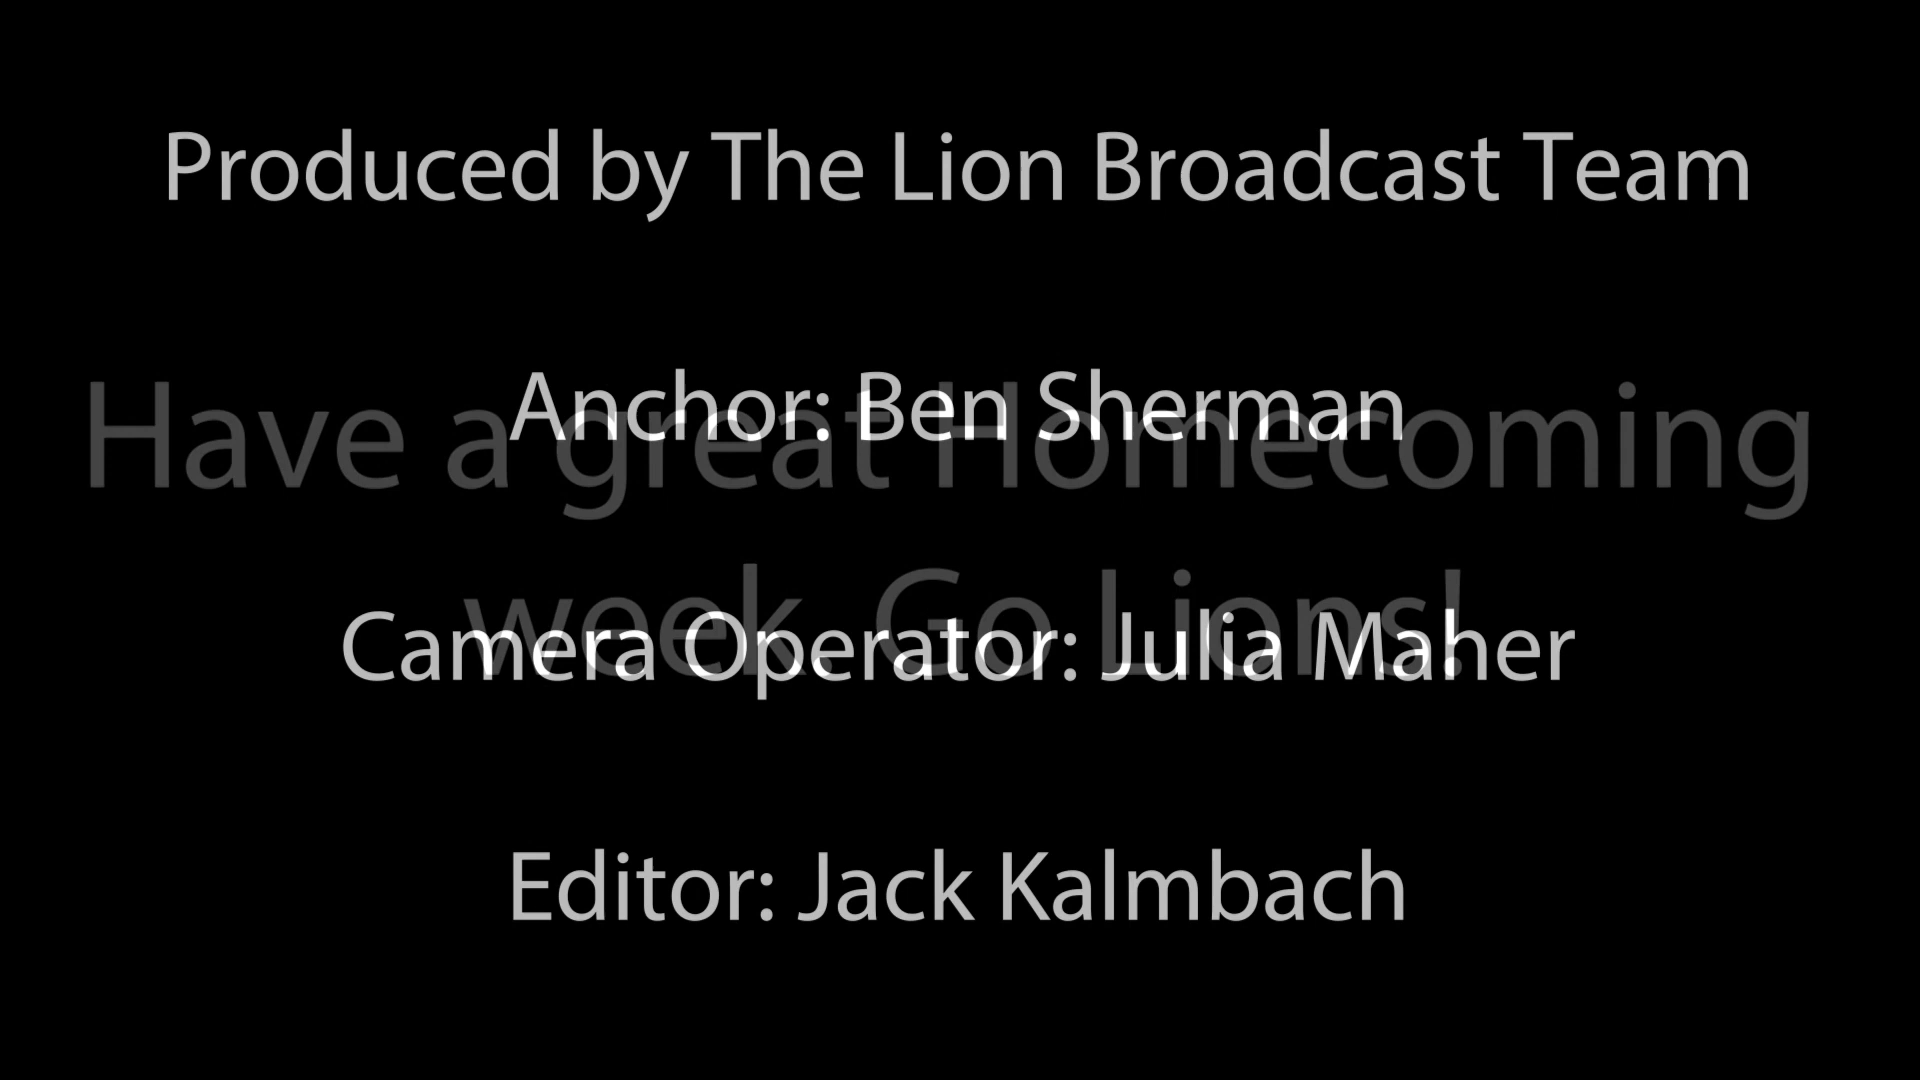 Produced by The Lion Broadcast Team
Anchor: Ben Sherman
Have a great Homecoming
week. Go Lions!
Camera Operator: Julia Maher
Editor: Jack Kalmbach